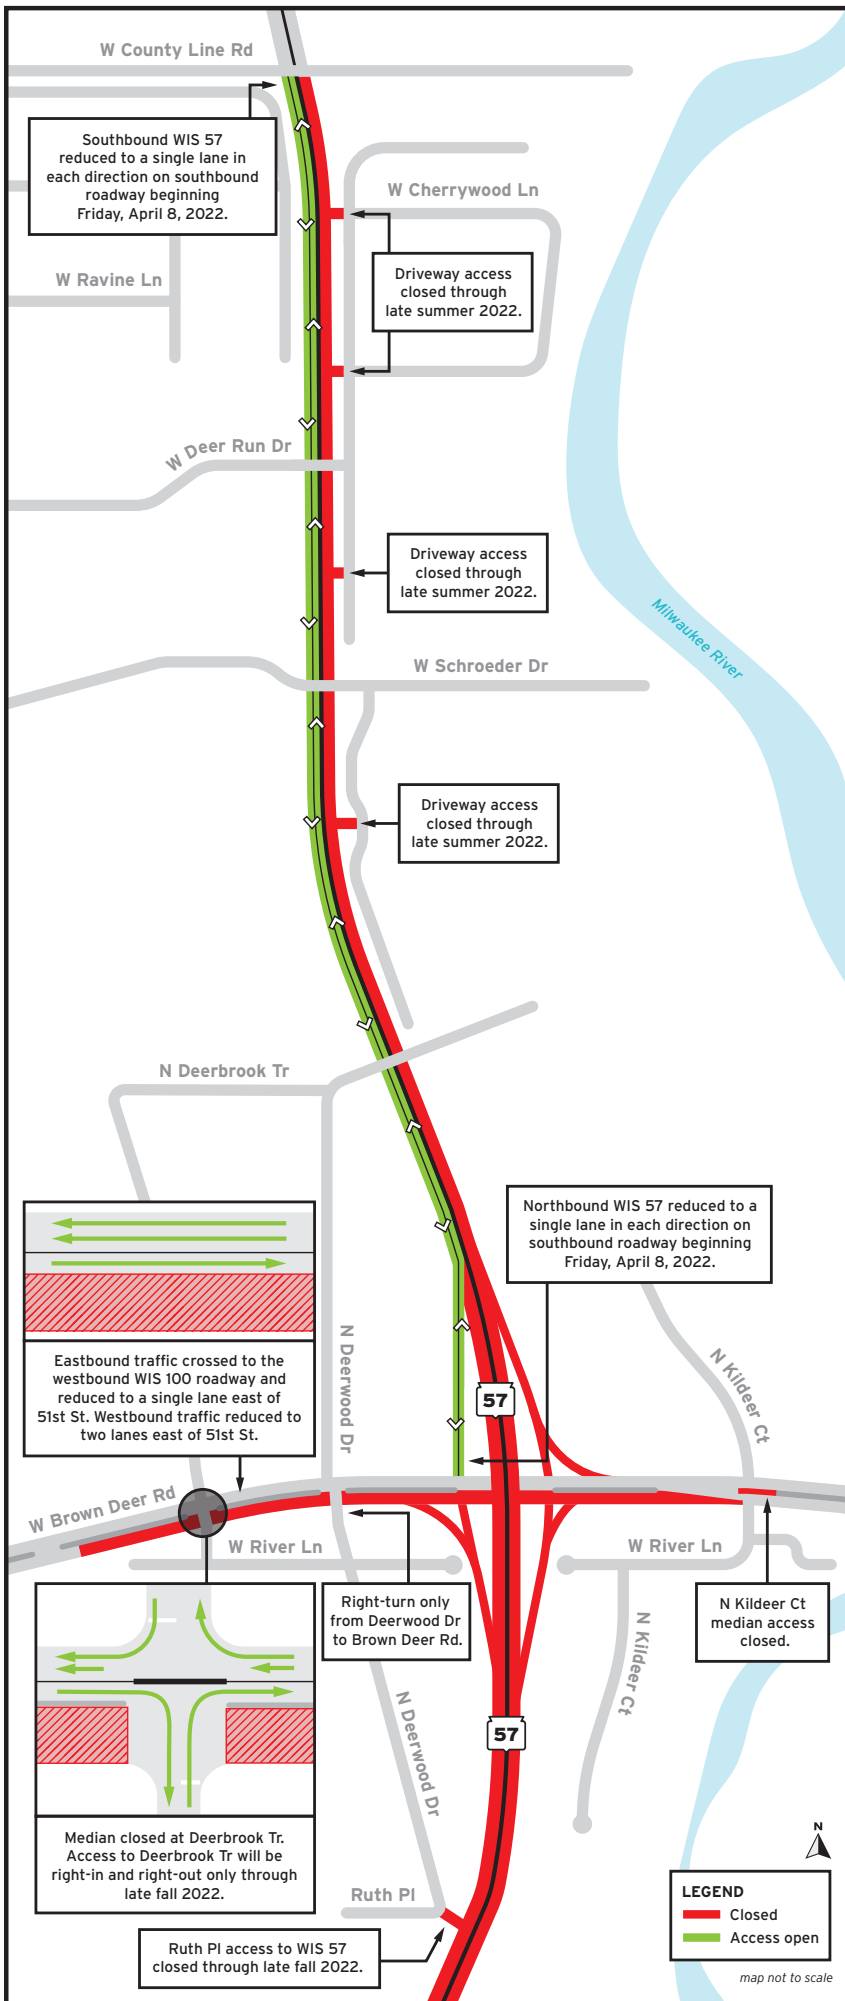 W County Line Rd
Southbound WIS 57
reduced to a single lane in
each direction on southbound
roadway beginning
Friday, April 8, 2022.
W Cherrywood Ln
Driveway access
closed through
late summer 2022.
W Ravine Ln
W Deer Run Dr
Driveway access
closed through
late summer 2022.
Milwaukee River
W Schroeder Dr
Driveway access
closed through
late summer 2022.
N Deerbrook Tr
Northbound WIS 57 reduced to a
single lane in each direction on
southbound roadway beginning
Friday, April 8, 2022.
Eastbound traffic crossed to the
westbound WIS 100 roadway and
reduced to a single lane east of
51st St. Westbound traffic reduced to
two lanes east of 51st St.
N Deerwood Dr
57
N Kildeer Ct
W Brown Deer Rd
W River Ln
W River Ln
Right-turn only
from Deerwood Dr
to Brown Deer Rd.
N Kildeer Ct
median access
closed.
N Kildeer Ct
N Deerwood Dr
57
Median closed at Deerbrook Tr.
Access to Deerbrook Tr will be
right-in and right-out only through
late fall 2022.
Ruth Pl
Ruth Pl access to WIS 57
closed through late fall 2022.
N
LEGEND
Closed
Access open
map not to scale